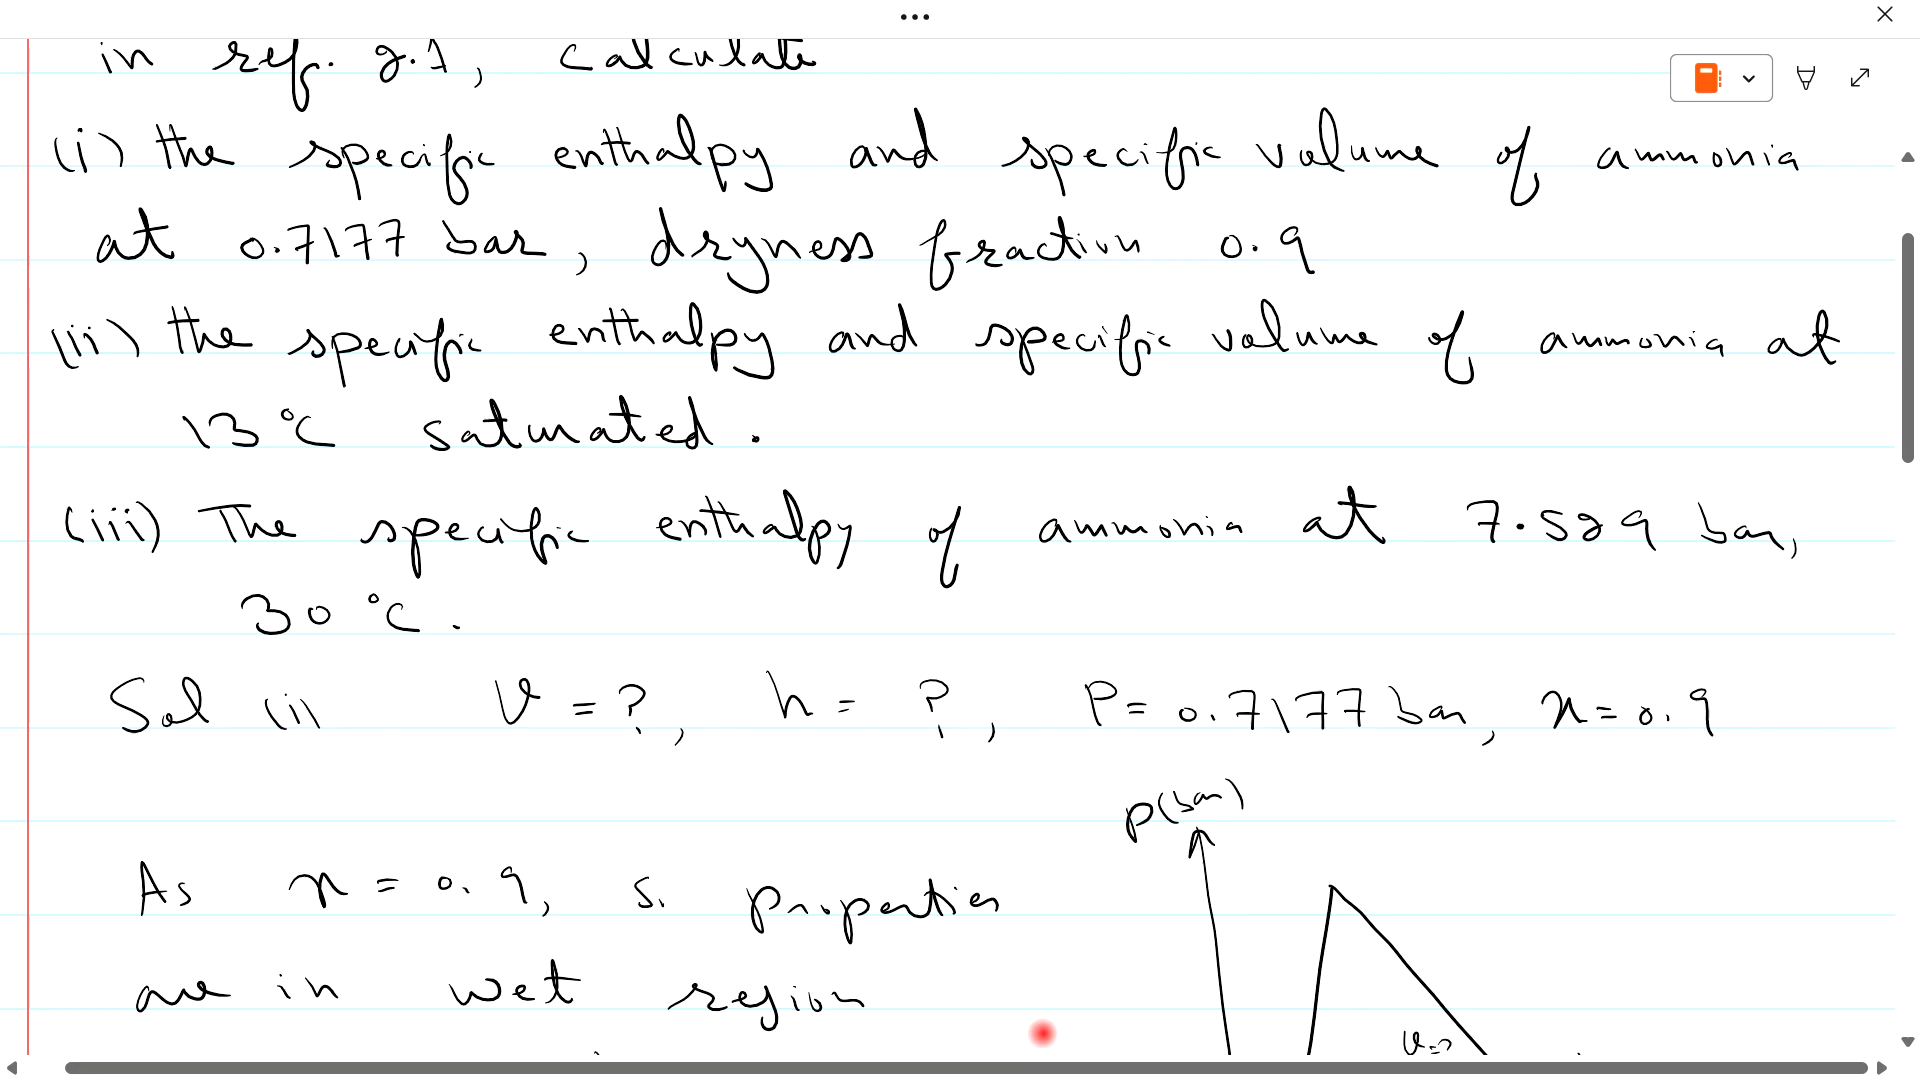 in ref. 2.1, calculate
(i) the specific enthalpy and specific volume of ammonia
at 0.7177 bar, dryness fraction 0.9
(ii) the specific enthalpy and specific volume of ammonia at
13°C saturated.
(iii) The specific enthalpy of ammonia at 7.529 bar,
30°C.
Sol (i) v = ?, h = ?, P = 0.7177 bar, x = 0.9
p(bar)
As x = 0.9, so properties
are in wet region
v=?